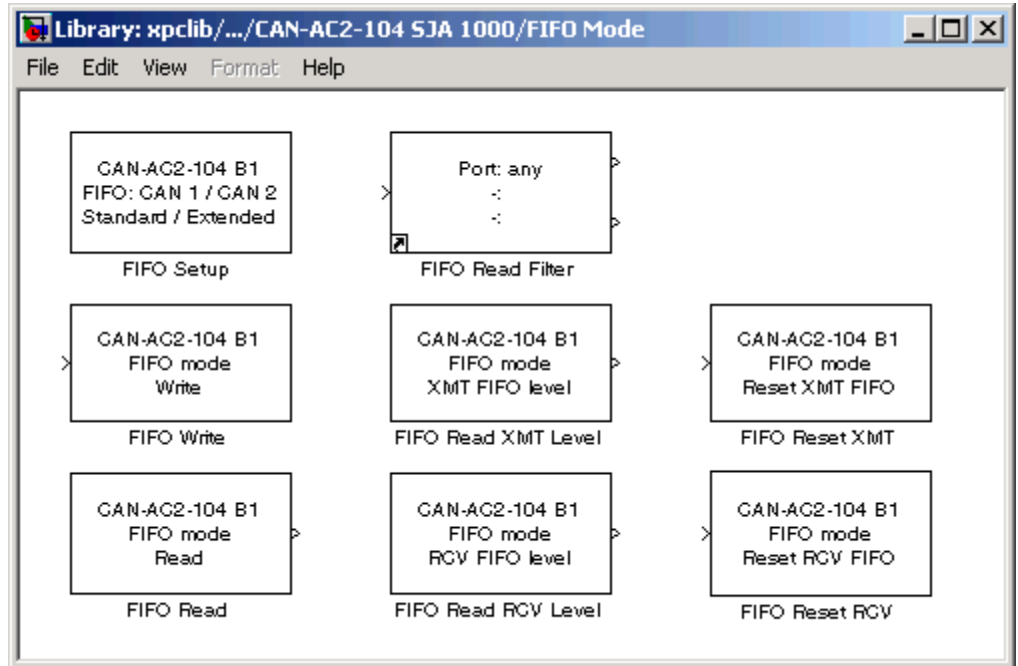 Library: xpclib/.../CAN-AC2-104 SJA 1000/FIFO Mode
File Edit View Format Help
CAN-AC2-104 B1
FIFO: CAN 1 / CAN 2
Standard / Extended
FIFO Setup
Port: any
-:
-:
FIFO Read Filter
CAN-AC2-104 B1
FIFO mode
Write
FIFO Write
CAN-AC2-104 B1
FIFO mode
XMT FIFO level
FIFO Read XMT Level
CAN-AC2-104 B1
FIFO mode
Reset XMT FIFO
FIFO Reset XMT
CAN-AC2-104 B1
FIFO mode
Read
FIFO Read
CAN-AC2-104 B1
FIFO mode
RCV FIFO level
FIFO Read RCV Level
CAN-AC2-104 B1
FIFO mode
Reset RCV FIFO
FIFO Reset RCV